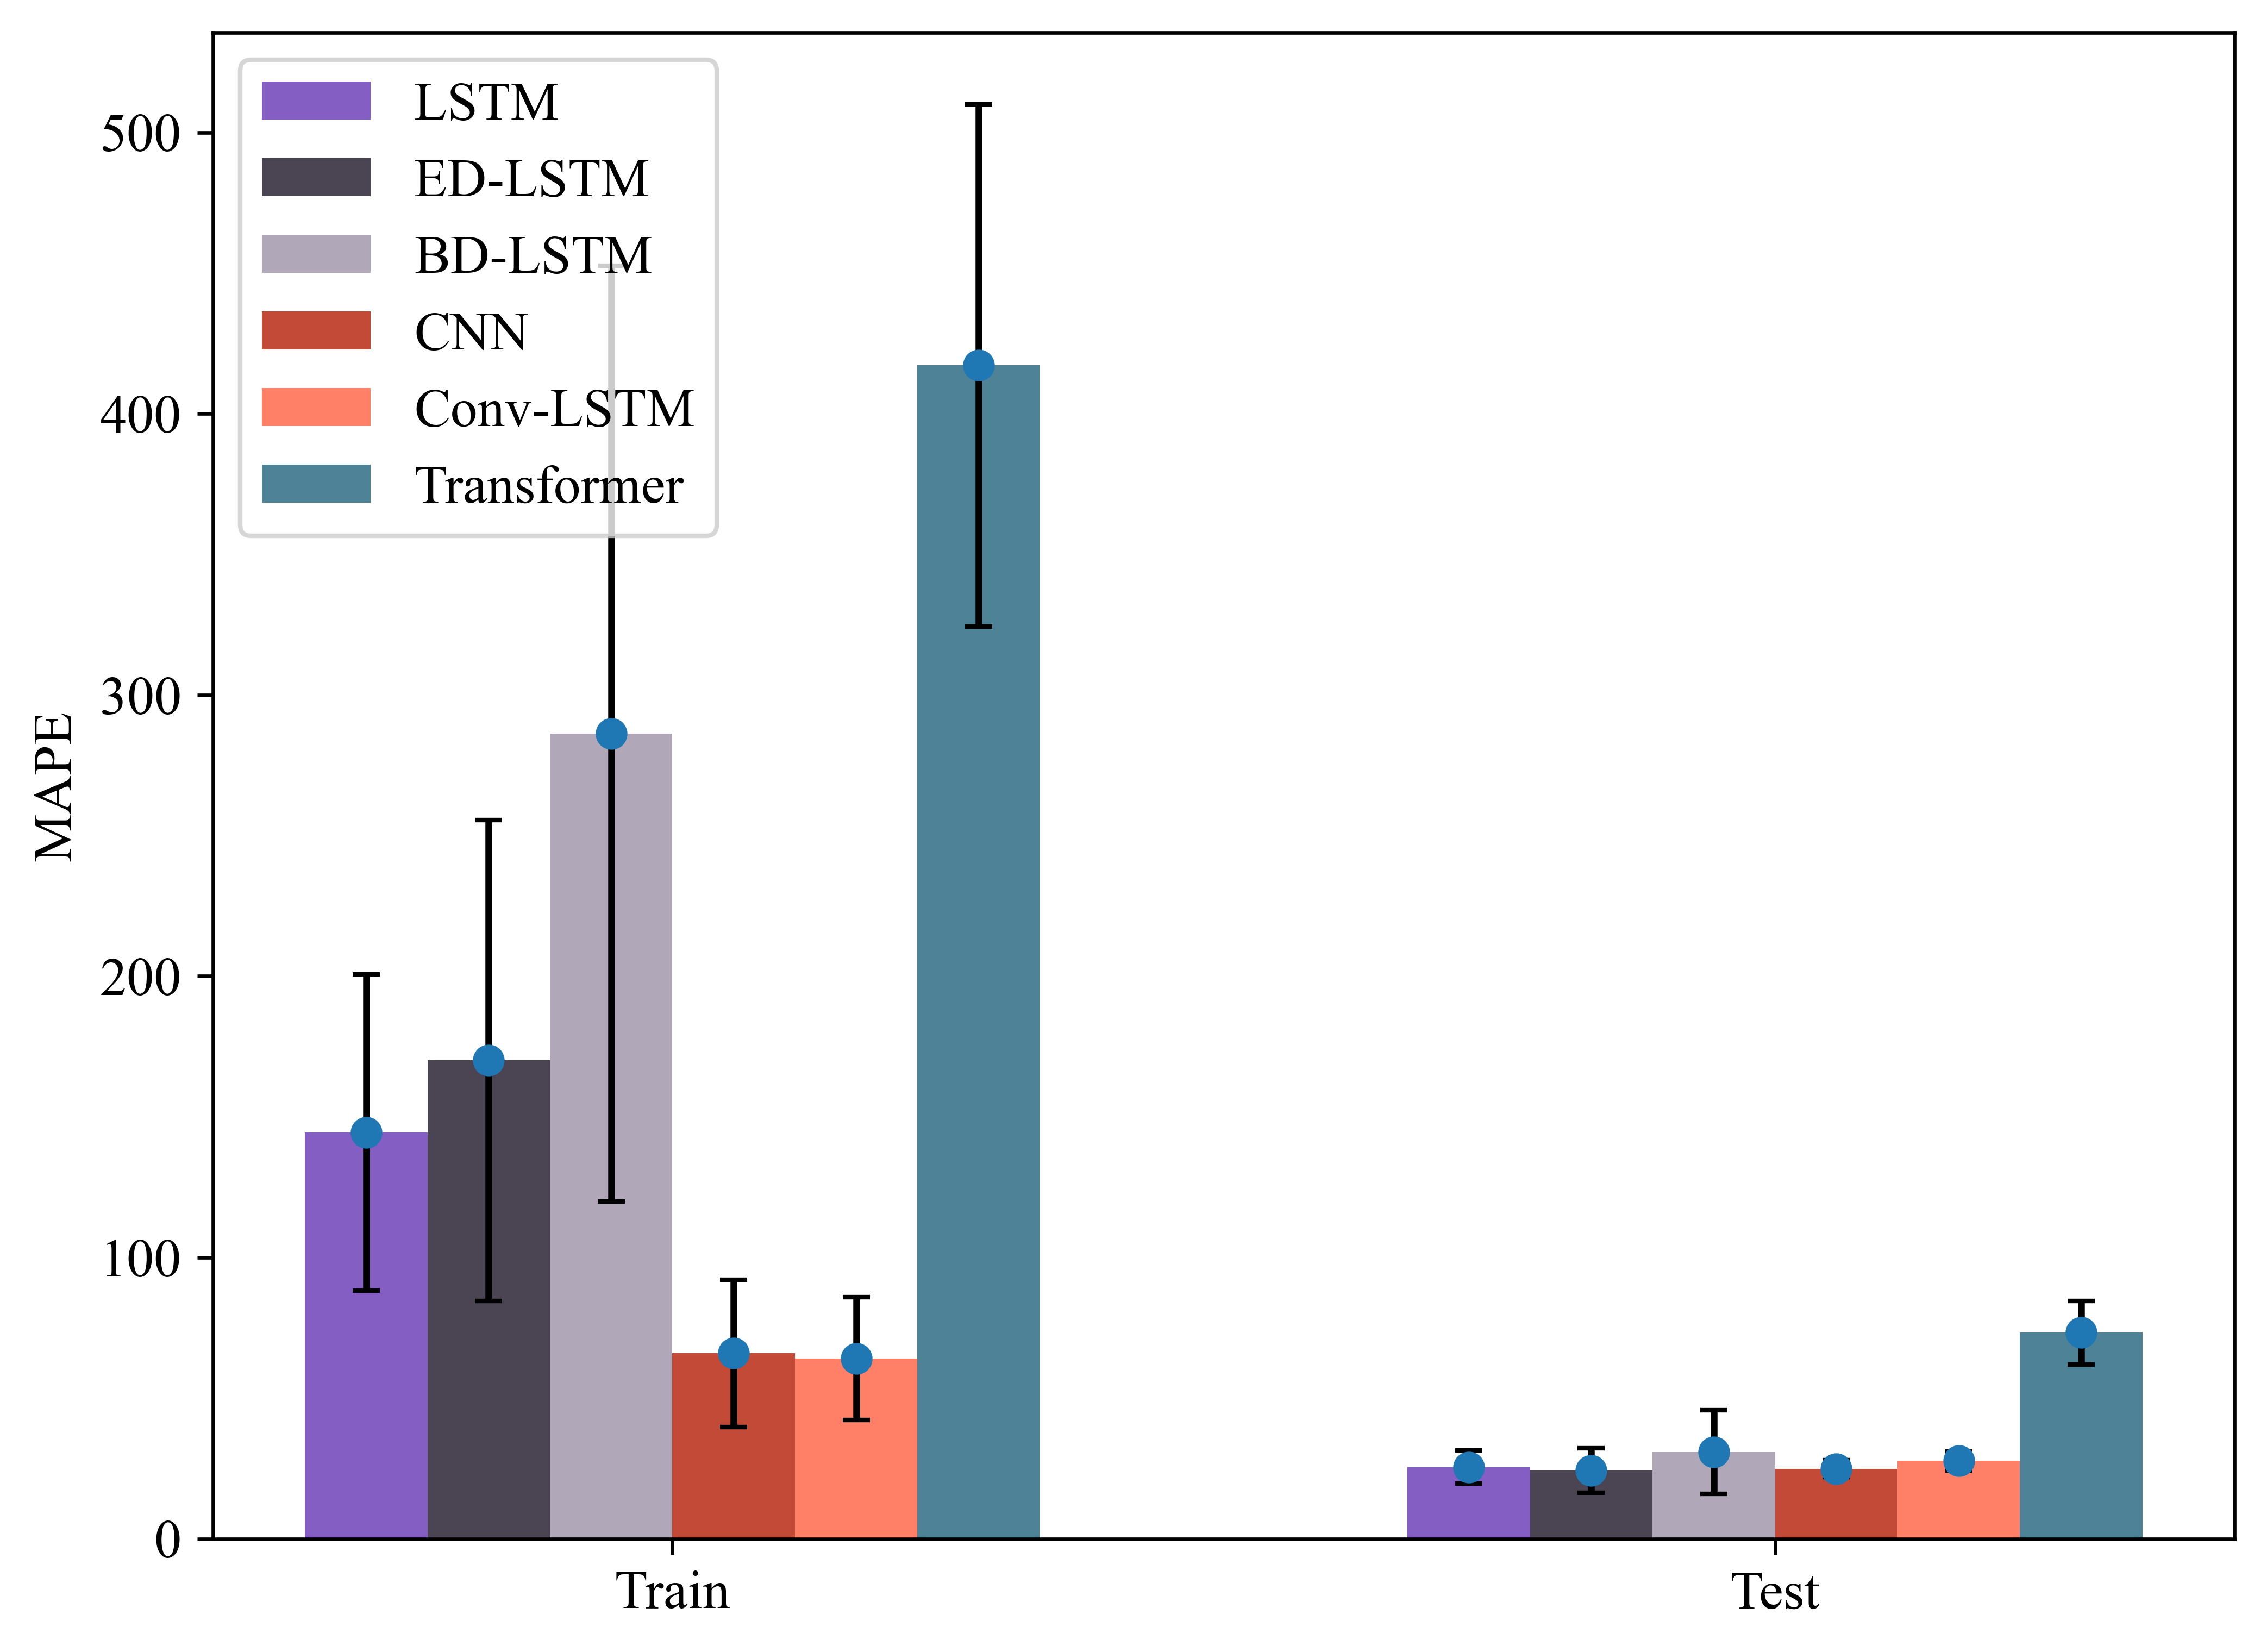 LSTM
ED-LSTM
BD-LSTM
CNN
Conv-LSTM
Transformer
MAPE
500
400
300
200
100
0
Train
Test